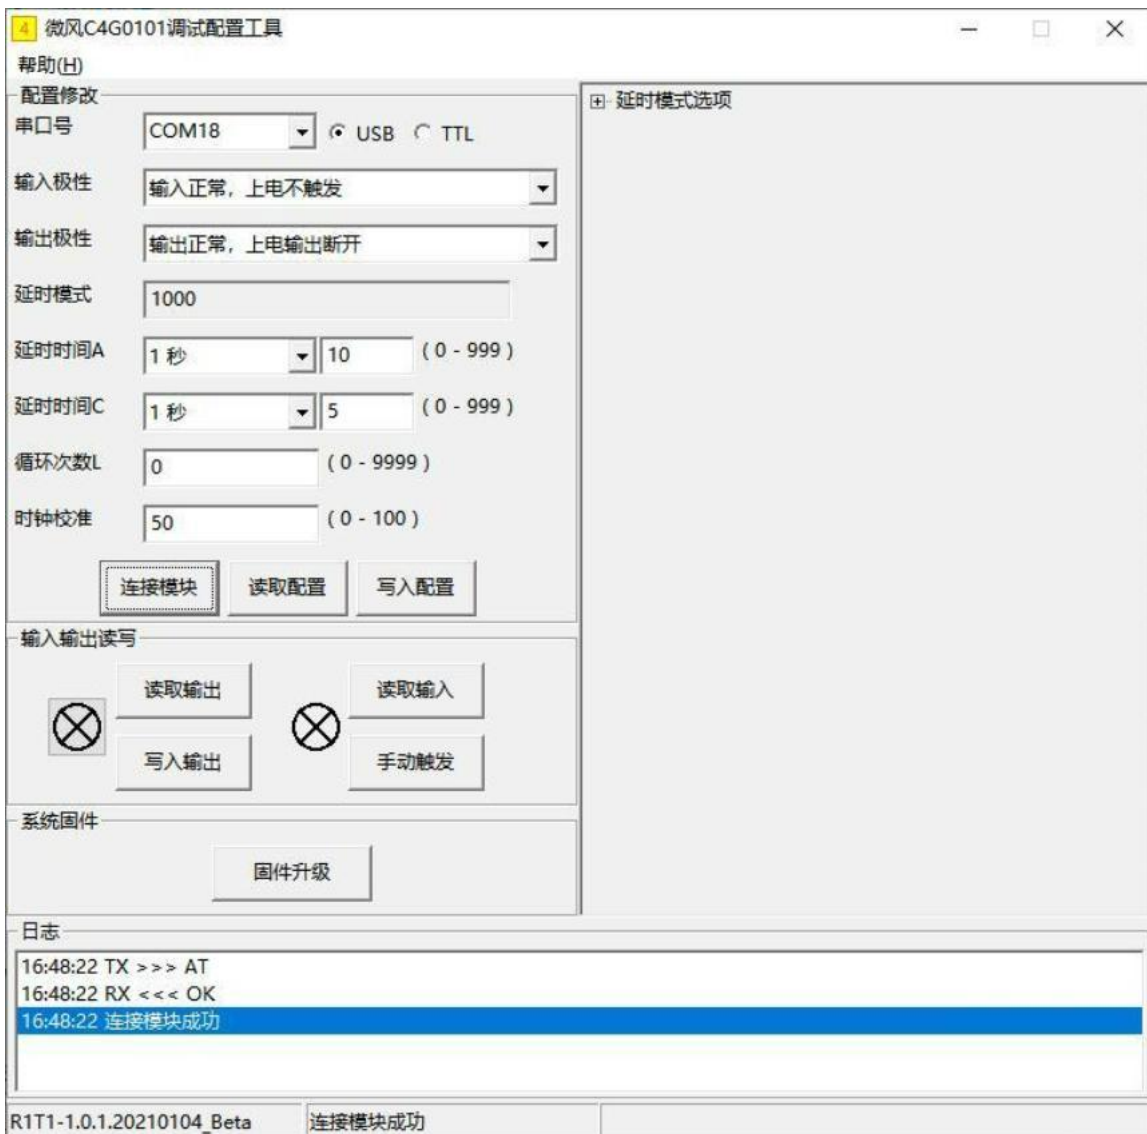 4 微风C4G0101调试配置工具
帮助(H)
配置修改
串口号 COM18 USB TTL
输入极性 输入正常，上电不触发
输出极性 输出正常，上电输出断开
延时模式 1000
延时时间A 1 秒 10 ( 0 - 999 )
延时时间C 1 秒 5 ( 0 - 999 )
循环次数L 0 ( 0 - 9999 )
时钟校准 50 ( 0 - 100 )
连接模块 读取配置 写入配置
延时模式选项
输入输出读写
读取输出 读取输入
写入输出 手动触发
系统固件
固件升级
日志
16:48:22 TX >>> AT
16:48:22 RX <<< OK
16:48:22 连接模块成功
R1T1-1.0.1.20210104_Beta 连接模块成功